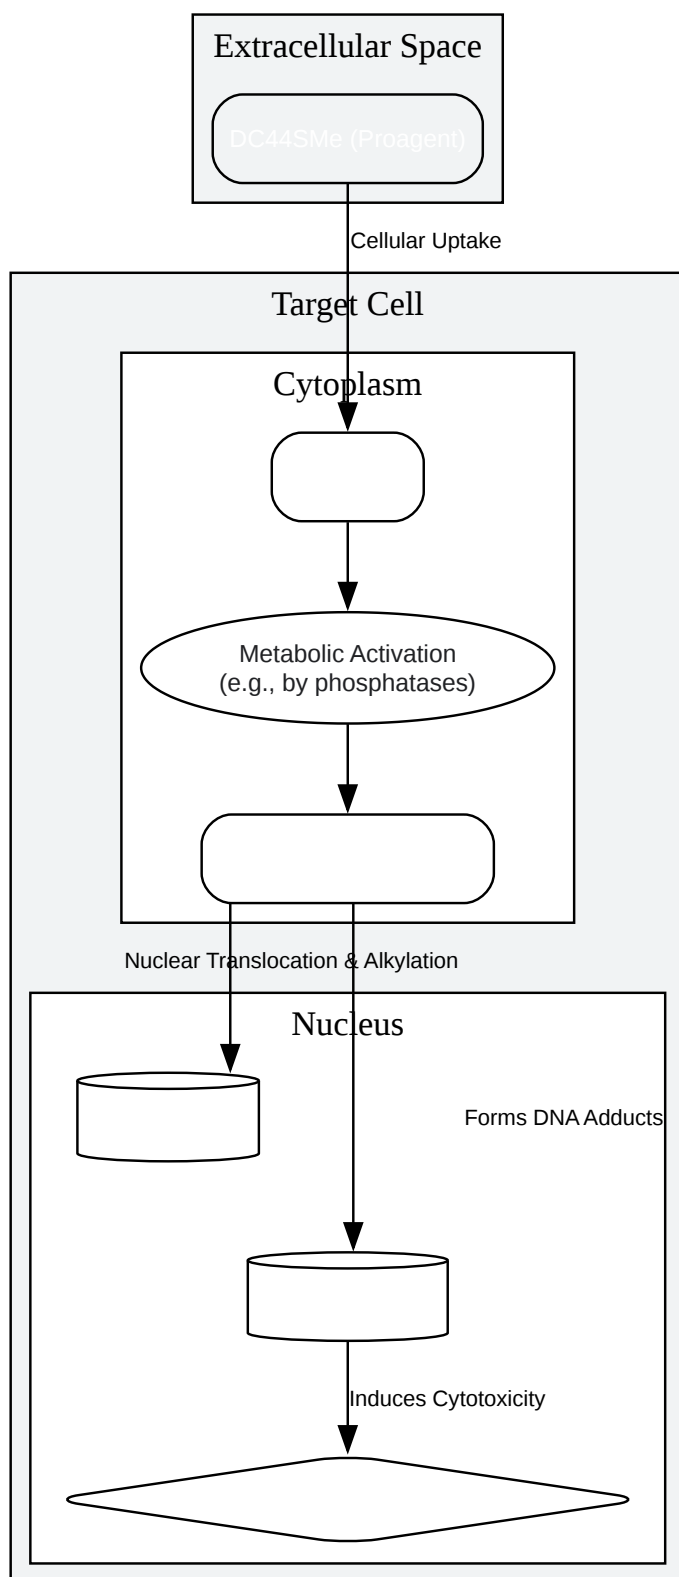 Extracellular Space
DC44SMe (Proagent)
Cellular Uptake
Target Cell
Cytoplasm
Metabolic Activation
(e.g., by phosphatases)
Nuclear Translocation & Alkylation
Nucleus
Forms DNA Adducts
Induces Cytotoxicity